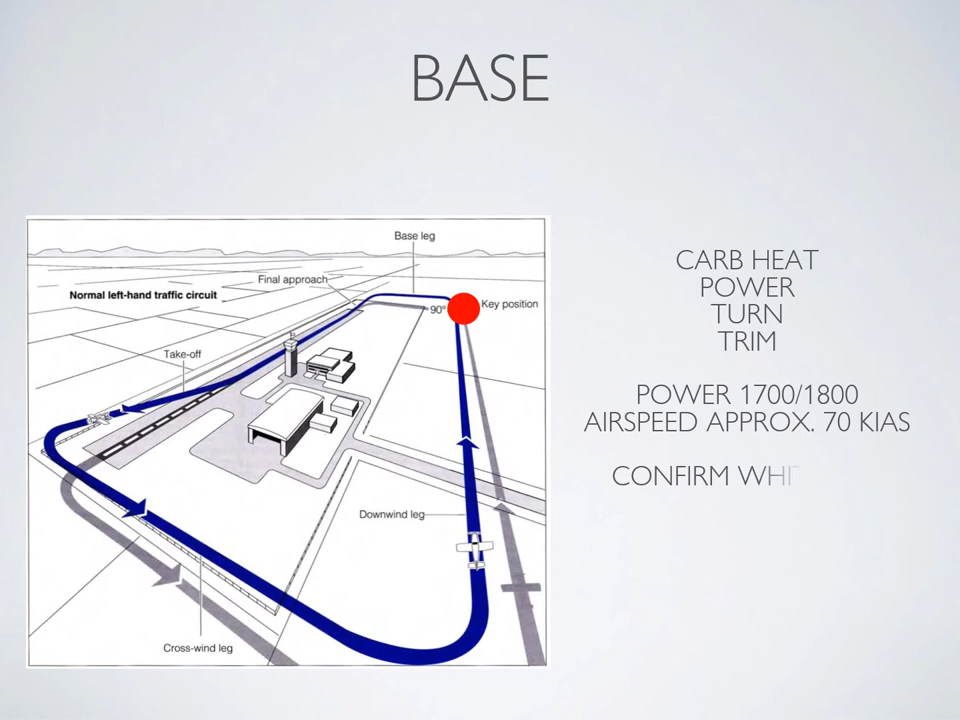 BASE
Base leg
Final approach
Normal left-hand traffic circuit
90°
Key position
Take-off
Downwind leg
Cross-wind leg
CARB HEAT
POWER
TURN
TRIM
POWER 1700/1800
AIRSPEED APPROX. 70 KIAS
CONFIRM